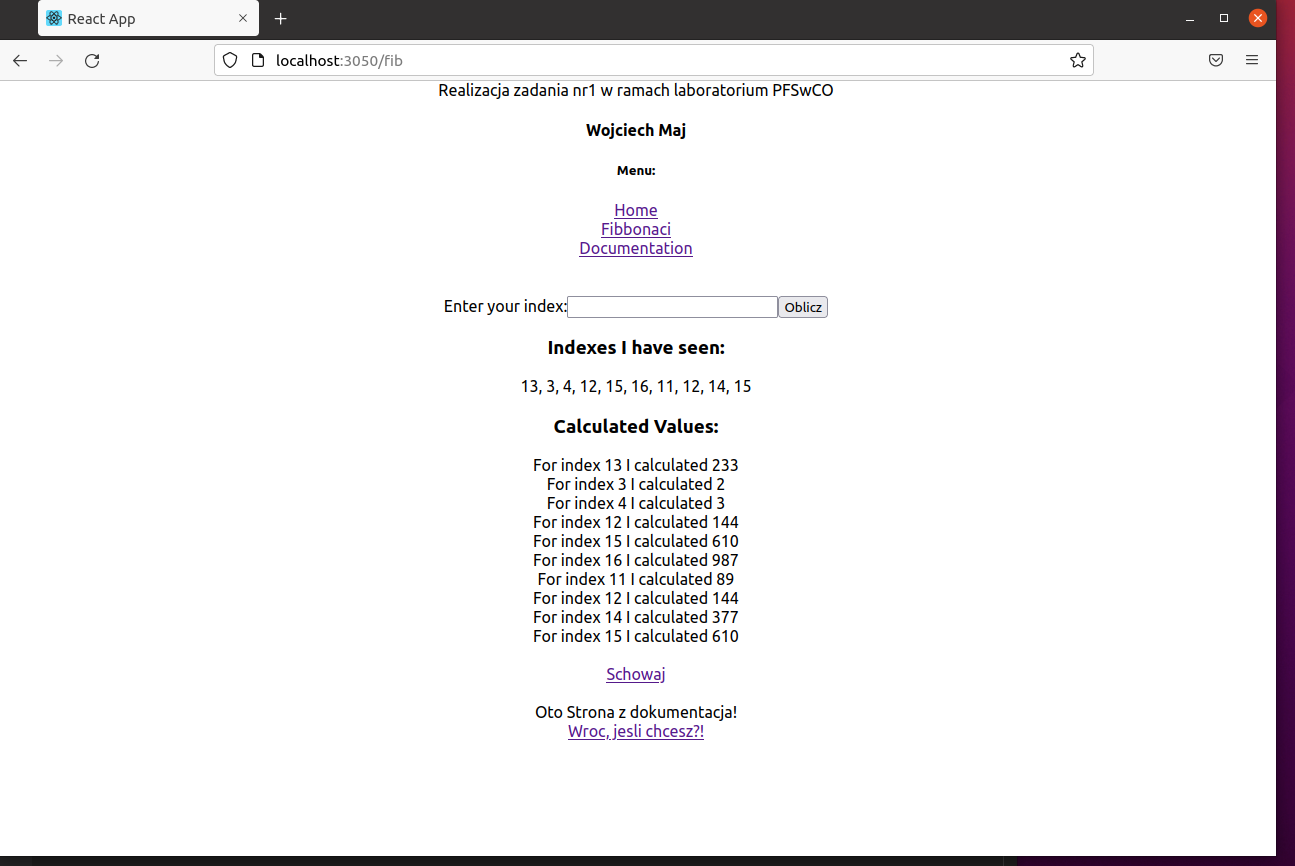 React App
localhost:3050/fib
Realizacja zadania nr1 w ramach laboratorium PFSwCO
Wojciech Maj
Menu:
Home
Fibbonaci
Documentation
Enter your index: Oblicz
Indexes I have seen:
13, 3, 4, 12, 15, 16, 11, 12, 14, 15
Calculated Values:
For index 13 I calculated 233
For index 3 I calculated 2
For index 4 I calculated 3
For index 12 I calculated 144
For index 15 I calculated 610
For index 16 I calculated 987
For index 11 I calculated 89
For index 12 I calculated 144
For index 14 I calculated 377
For index 15 I calculated 610
Schowaj
Oto Strona z dokumentacja!
Wroc, jesli chcesz?!